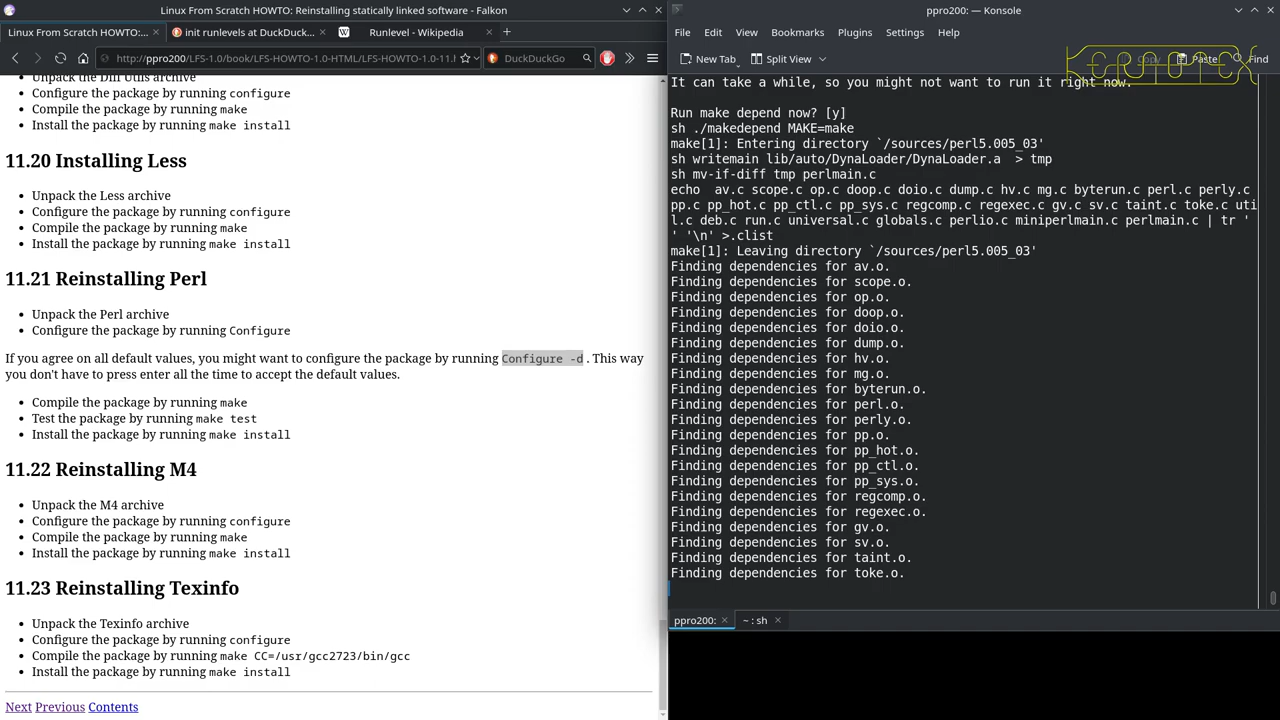 Linux From Scratch HOWTO: Reinstalling statically linked software - Falkon
Linux From Scratch HOWTO:...
init runlevels at DuckDuck...
W
Runlevel - Wikipedia
http://ppro200/LFS-1.0/book/LFS-HOWTO-1.0-HTML/LFS-HOWTO-1.0-11.
DuckDuckGo
Unpack the Diff Utils archive
Configure the package by running configure
Compile the package by running make
Install the package by running make install
11.20 Installing Less
Unpack the Less archive
Configure the package by running configure
Compile the package by running make
Install the package by running make install
11.21 Reinstalling Perl
Unpack the Perl archive
Configure the package by running Configure
If you agree on all default values, you might want to configure the package by running Configure -d . This way
you don't have to press enter all the time to accept the default values.
Compile the package by running make
Test the package by running make test
Install the package by running make install
11.22 Reinstalling M4
Unpack the M4 archive
Configure the package by running configure
Compile the package by running make
Install the package by running make install
11.23 Reinstalling Texinfo
Unpack the Texinfo archive
Configure the package by running configure
Compile the package by running make CC=/usr/gcc2723/bin/gcc
Install the package by running make install
Next Previous Contents
ppro200: — Konsole
File Edit View Bookmarks Plugins Settings Help
New Tab Split View Copy Paste Find
It can take a while, so you might not want to run it right now.
Run make depend now? [y]
sh ./makedepend MAKE=make
make[1]: Entering directory `/sources/perl5.005_03'
sh writemain lib/auto/DynaLoader/DynaLoader.a  > tmp
sh mv-if-diff tmp perlmain.c
echo  av.c scope.c op.c doop.c doio.c dump.c hv.c mg.c byterun.c perl.c perly.c
pp.c pp_hot.c pp_ctl.c pp_sys.c regcomp.c regexec.c gv.c sv.c taint.c toke.c uti
l.c deb.c run.c universal.c globals.c perlio.c miniperlmain.c perlmain.c | tr '
' '\n' >.clist
make[1]: Leaving directory `/sources/perl5.005_03'
Finding dependencies for av.o.
Finding dependencies for scope.o.
Finding dependencies for op.o.
Finding dependencies for doop.o.
Finding dependencies for doio.o.
Finding dependencies for dump.o.
Finding dependencies for hv.o.
Finding dependencies for mg.o.
Finding dependencies for byterun.o.
Finding dependencies for perl.o.
Finding dependencies for perly.o.
Finding dependencies for pp.o.
Finding dependencies for pp_hot.o.
Finding dependencies for pp_ctl.o.
Finding dependencies for pp_sys.o.
Finding dependencies for regcomp.o.
Finding dependencies for regexec.o.
Finding dependencies for gv.o.
Finding dependencies for sv.o.
Finding dependencies for taint.o.
Finding dependencies for toke.o.
ppro200:
~ : sh